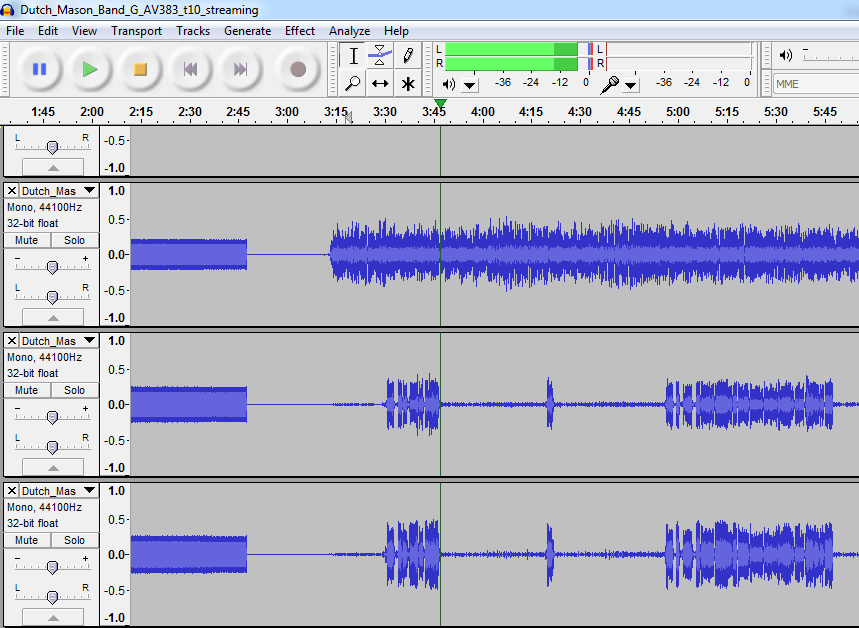 Dutch_Mason_Band_G_AV383_t10_streaming
File Edit View Transport Tracks Generate Effect Analyze Help
L R -36 -24 -12 0 L R -36 -24 -12 0 MME
1:45 2:00 2:15 2:30 2:45 3:00 3:15 3:30 3:45 4:00 4:15 4:30 4:45 5:00 5:15 5:30 5:45
L R -0.5
-1.0
X Dutch_Mas 1.0
Mono, 44100Hz
32-bit float 0.5
Mute Solo
- + 0.0
L R -0.5
-1.0
X Dutch_Mas 1.0
Mono, 44100Hz
32-bit float 0.5
Mute Solo
- + 0.0
L R -0.5
-1.0
X Dutch_Mas 1.0
Mono, 44100Hz
32-bit float 0.5
Mute Solo
- + 0.0
L R -0.5
-1.0